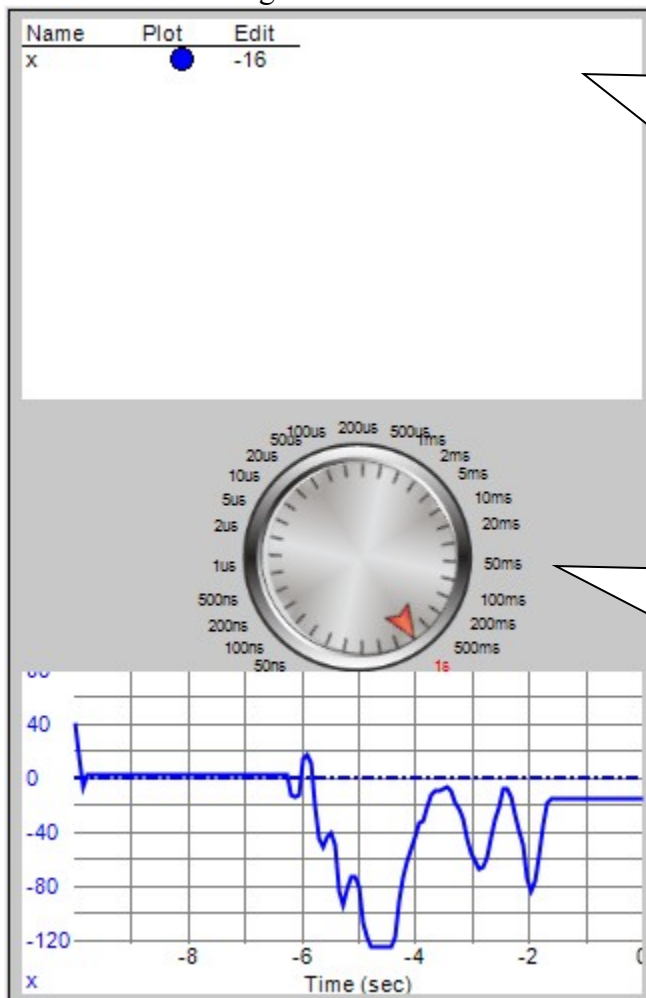 Name Plot Edit
x -16
50us 100us 200us 500us 1ms
20us 2ms
10us 5ms
5us 10ms
2us 20ms
1us 50ms
500ns 100ms
200ns 200ms
100ns 500ms
50ns 1s
40
0
-40
-80
-120
-8 -6 -4 -2
x Time (sec)